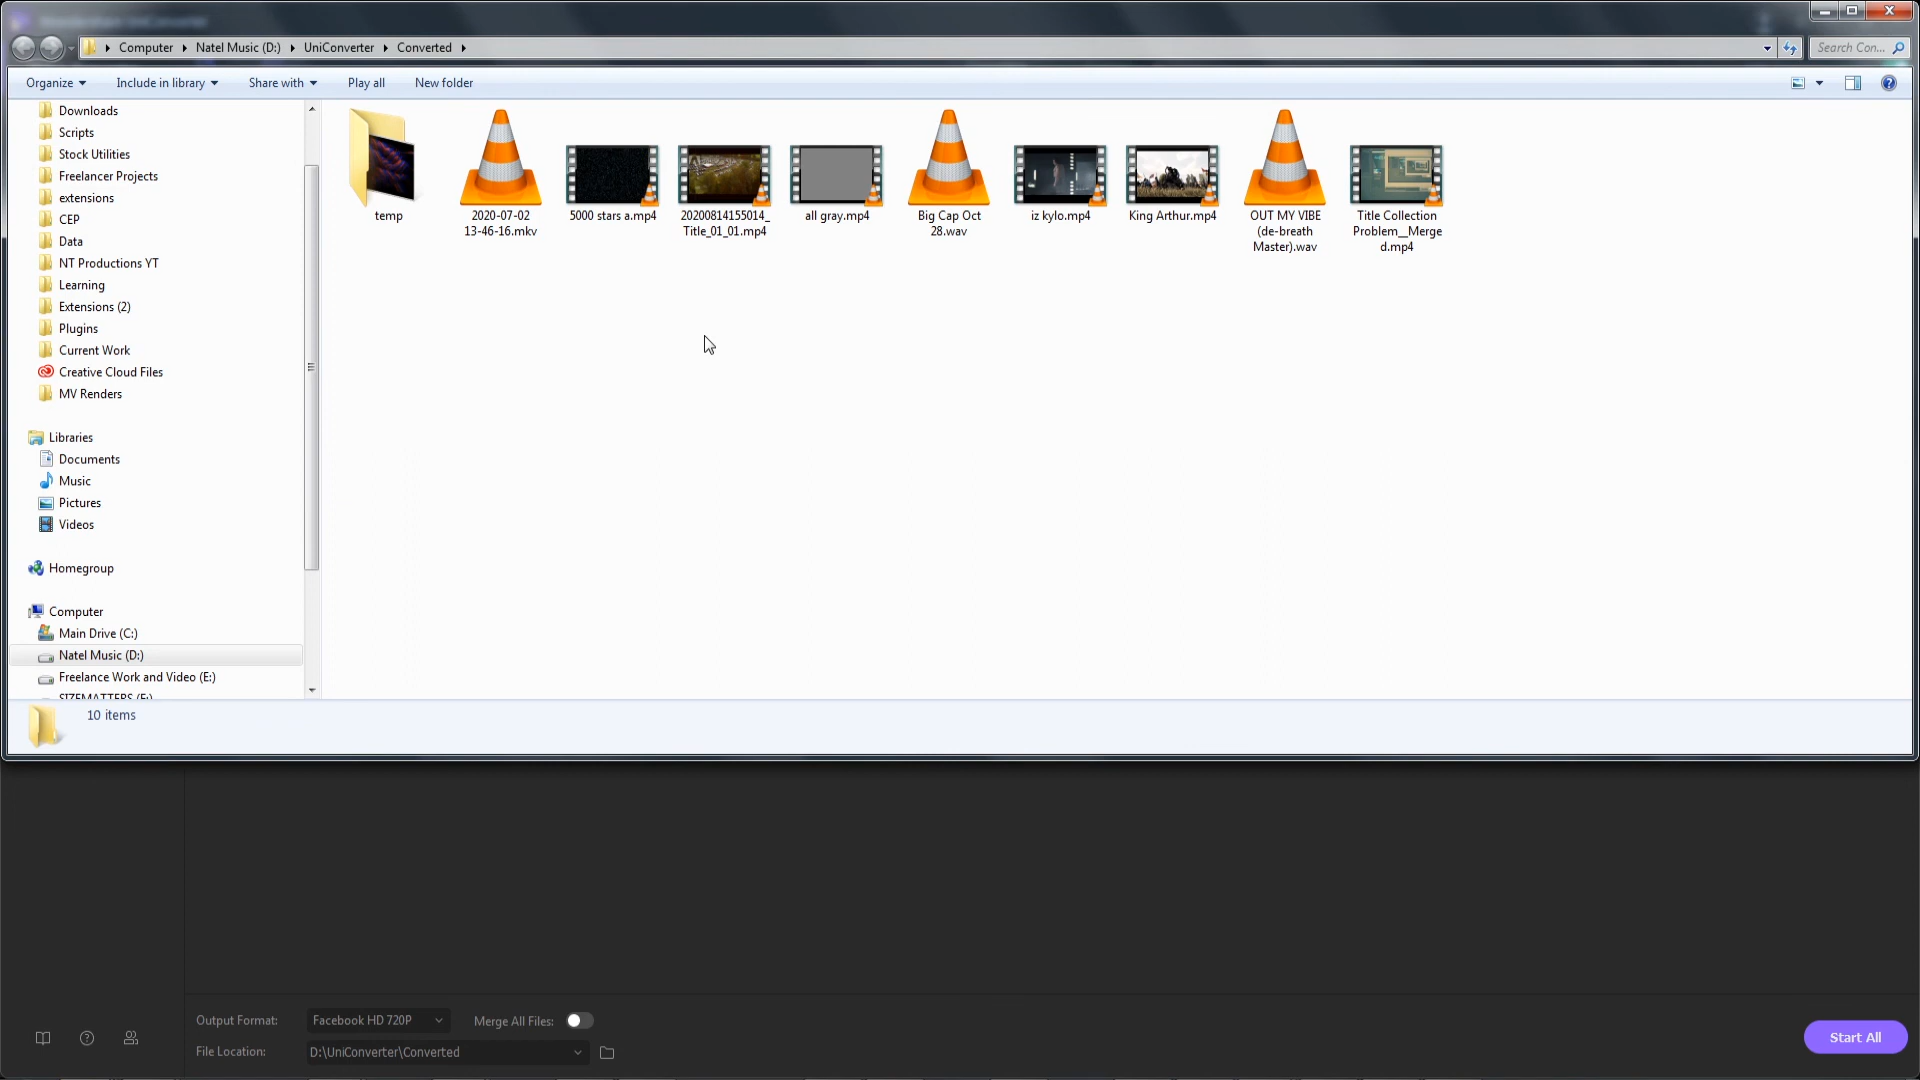 Computer
Natel Music (D:)
UniConverter
Converted
Search Con...
Organize
Include in library
Share with
Play all
New folder
Downloads
Scripts
Stock Utilities
Freelancer Projects
extensions
CEP
Data
NT Productions YT
Learning
Extensions (2)
Plugins
Current Work
Creative Cloud Files
MV Renders
Libraries
Documents
Music
Pictures
Videos
Homegroup
Computer
Main Drive (C:)
Natel Music (D:)
Freelance Work and Video (E:)
temp
2020-07-02
13-46-16.mkv
5000 stars a.mp4
20200814155014_
Title_01_01.mp4
all gray.mp4
Big Cap Oct
28.wav
iz kylo.mp4
King Arthur.mp4
OUT MY VIBE
(de-breath
Master).wav
Title Collection
Problem__Merge
d.mp4
10 items
Output Format:
Facebook HD 720P
Merge All Files:
File Location:
D:\UniConverter\Converted
Start All